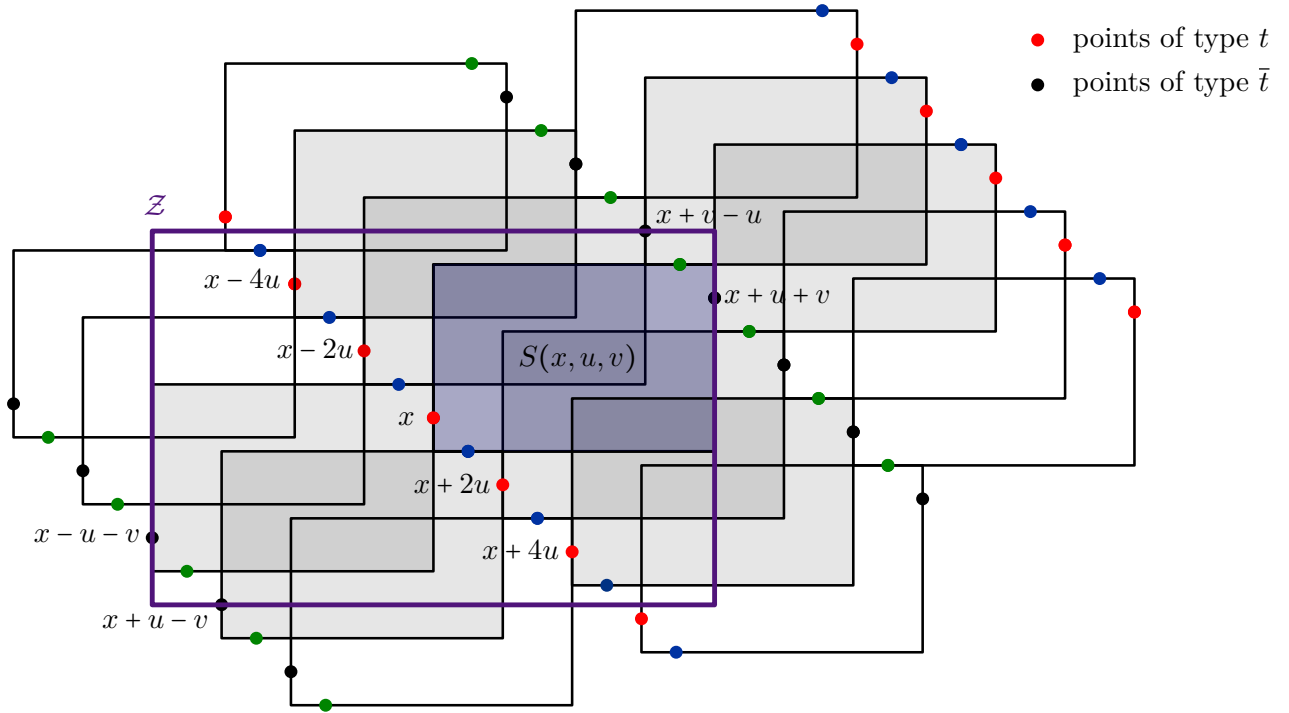 points of type t
points of type t̄
𝒵
x + v − u
x − 4u
x + u + v
x − 2u
S(x, u, v)
x
x + 2u
x − u − v
x + 4u
x + u − v